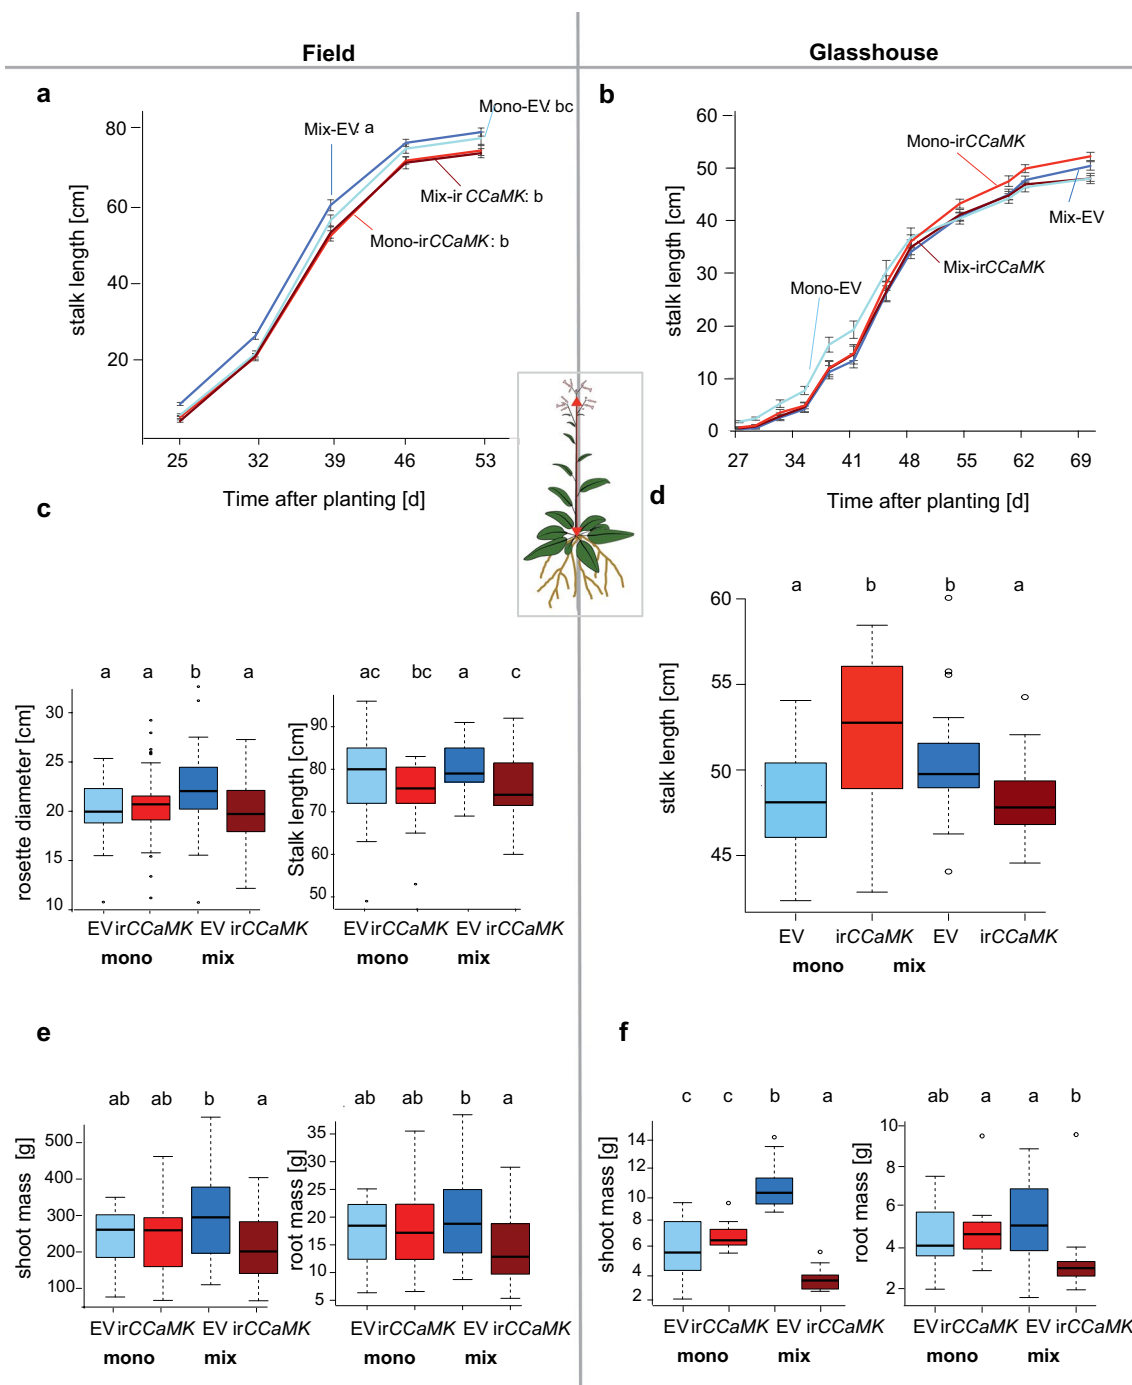 Field
Glasshouse
a
80
60
40
20
stalk length [cm]
Mix-EV: a
Mono-EV: bc
Mix-irCCaMK: b
Mono-irCCaMK: b
25 32 39 46 53
Time after planting [d]
b
60
50
40
30
20
10
0
stalk length [cm]
Mono-irCCaMK
Mix-EV
Mix-irCCaMK
Mono-EV
27 34 41 48 55 62 69
Time after planting [d]
c
a a b a
30
25
20
15
10
rosette diameter [cm]
EV irCCaMK EV irCCaMK
mono mix
ac bc a c
90
80
70
60
50
Stalk length [cm]
EV irCCaMK EV irCCaMK
mono mix
d
a b b a
60
55
50
45
stalk length [cm]
EV irCCaMK EV irCCaMK
mono mix
e
ab ab b a
500
400
300
200
100
shoot mass [g]
EV irCCaMK EV irCCaMK
mono mix
ab ab b a
35
30
25
20
15
10
5
root mass [g]
EV irCCaMK EV irCCaMK
mono mix
f
c c b a
14
12
10
8
6
4
2
shoot mass [g]
EV irCCaMK EV irCCaMK
mono mix
ab a a b
10
8
6
4
2
root mass [g]
EV irCCaMK EV irCCaMK
mono mix